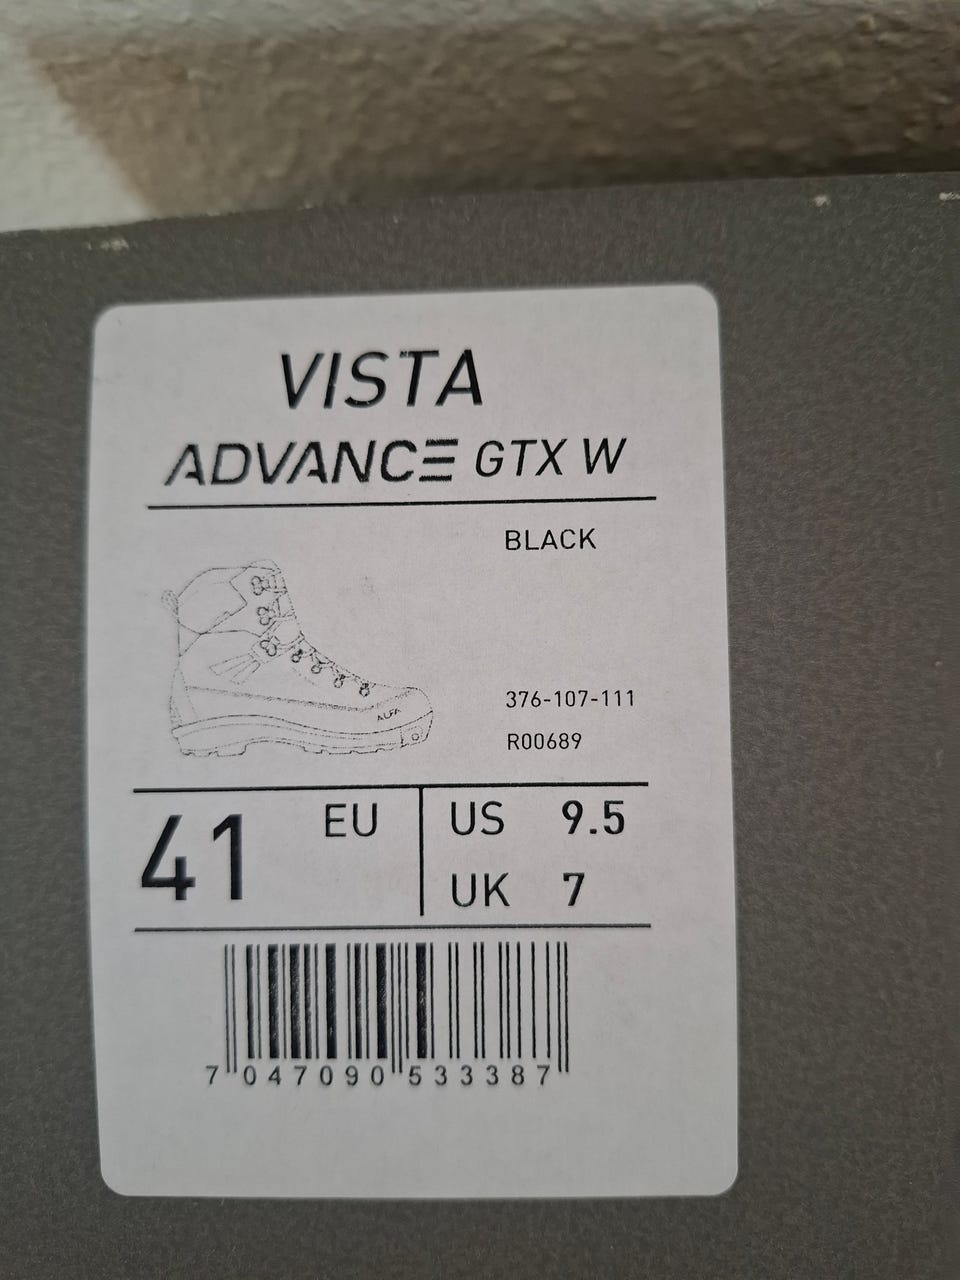 VISTA
ADVANCE GTX W
BLACK
ALFA
376-107-111
R00689
41 EU
US 9.5
UK 7
7 047090 533387